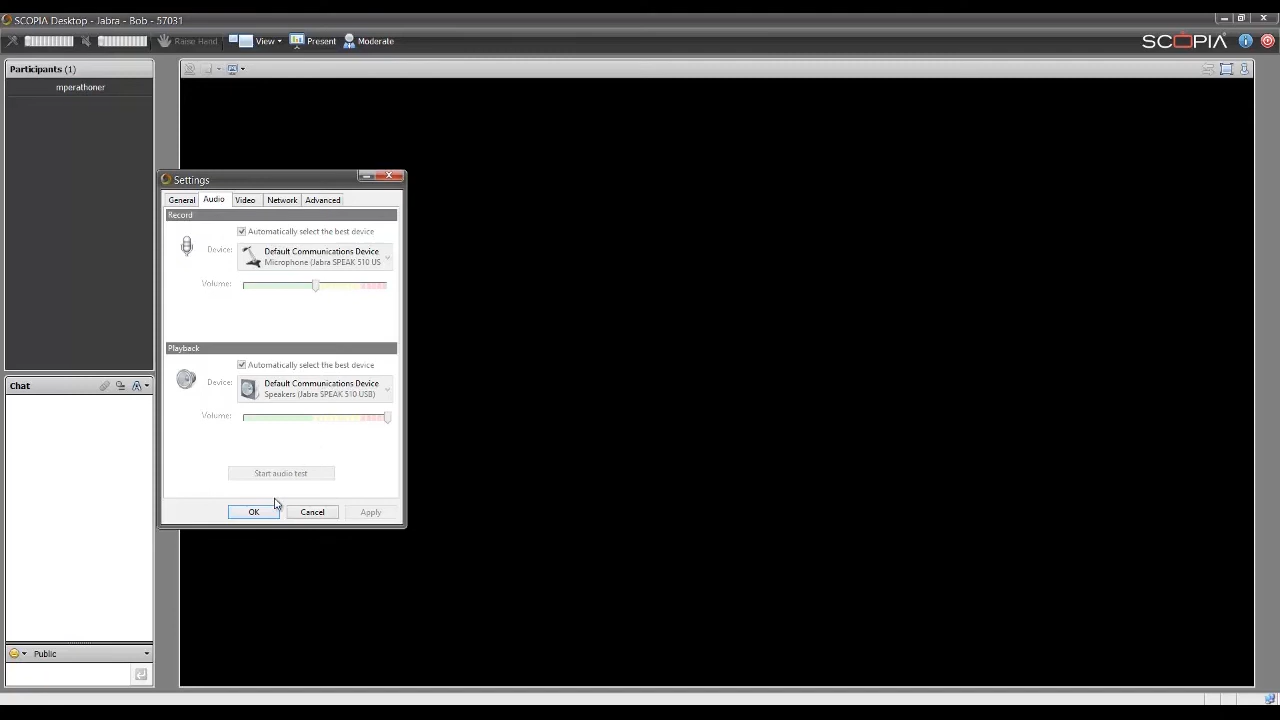 SCOPIA Desktop - Jabra - Bob - 57031
Raise Hand View Present Moderate SCOPIA
Participants (1)
mperathoner
Settings
General Audio Video Network Advanced
Record
Automatically select the best device
Device: Default Communications Device
Microphone (Jabra SPEAK 510 US
Volume:
Playback
Automatically select the best device
Device: Default Communications Device
Speakers (Jabra SPEAK 510 USB)
Volume:
Start audio test
OK Cancel Apply
Chat
Public